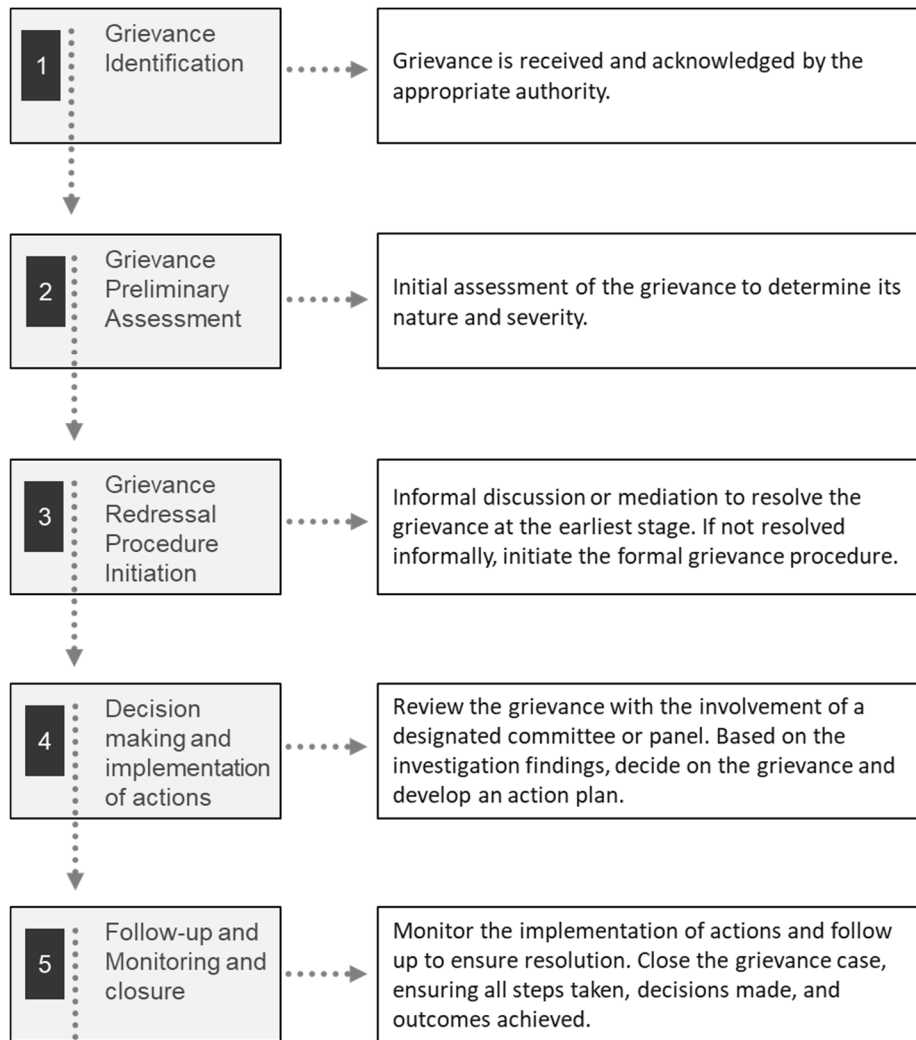 1
Grievance
Identification
Grievance is received and acknowledged by the
appropriate authority.
2
Grievance
Preliminary
Assessment
Initial assessment of the grievance to determine its
nature and severity.
3
Grievance
Redressal
Procedure
Initiation
Informal discussion or mediation to resolve the
grievance at the earliest stage. If not resolved
informally, initiate the formal grievance procedure.
4
Decision
making and
implementation
of actions
Review the grievance with the involvement of a
designated committee or panel. Based on the
investigation findings, decide on the grievance and
develop an action plan.
5
Follow-up and
Monitoring and
closure
Monitor the implementation of actions and follow
up to ensure resolution. Close the grievance case,
ensuring all steps taken, decisions made, and
outcomes achieved.